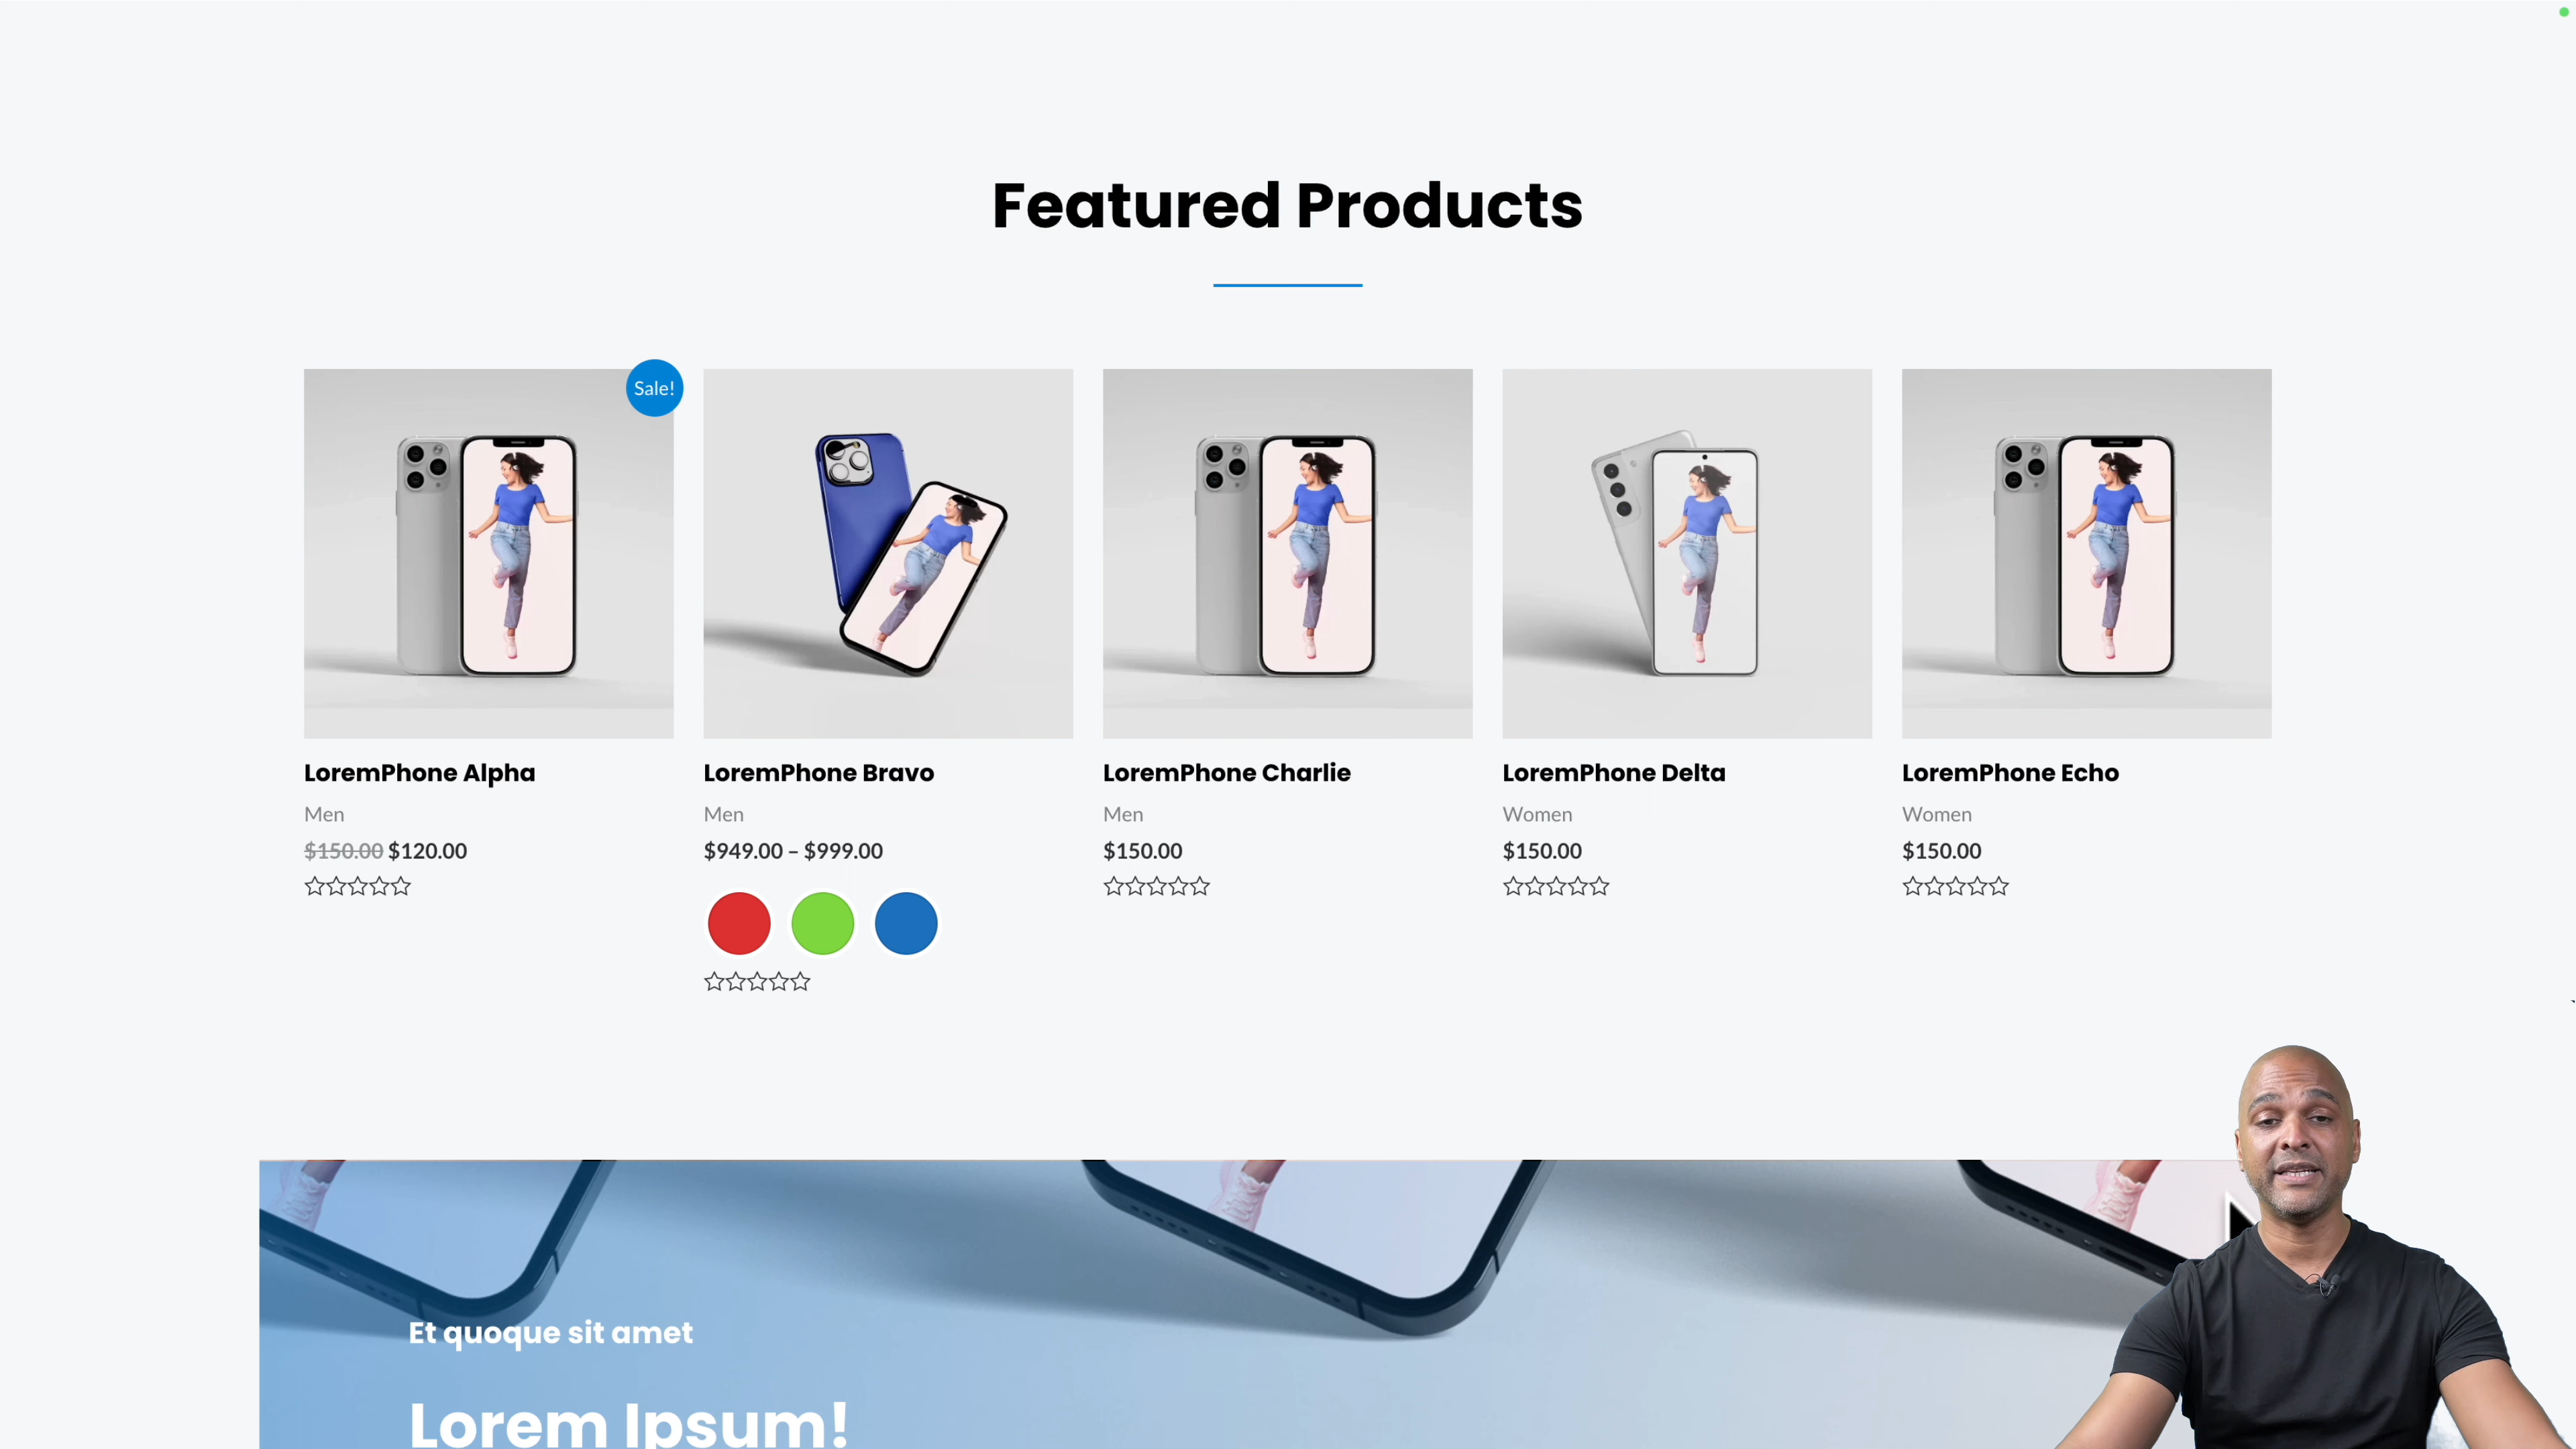 Featured Products
Sale!
LoremPhone Alpha
Men
$150.00 $120.00
LoremPhone Bravo
Men
$949.00 – $999.00
LoremPhone Charlie
Men
$150.00
LoremPhone Delta
Women
$150.00
LoremPhone Echo
Women
$150.00
Et quoque sit amet
Lorem Ipsum!